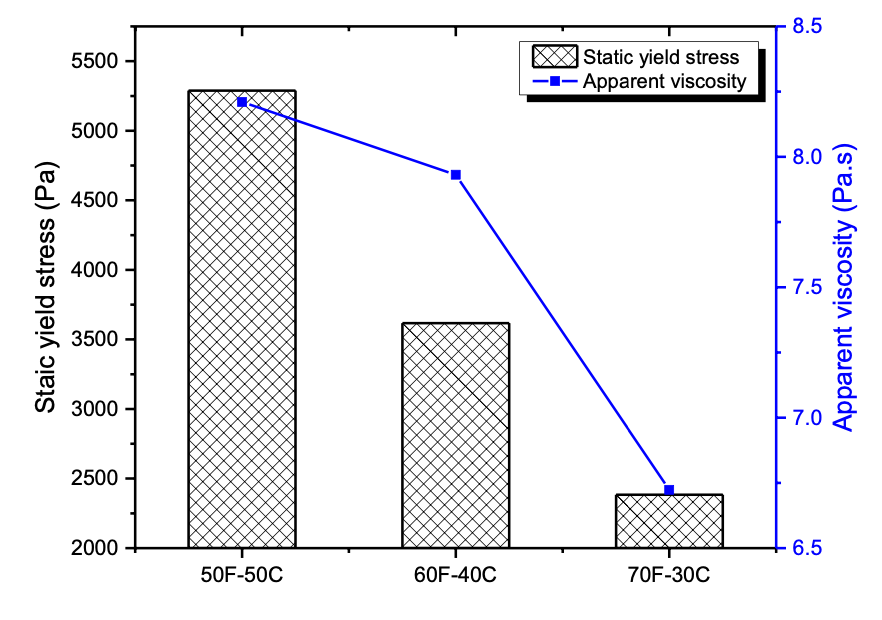 Static yield stress
Apparent viscosity
Staic yield stress (Pa)
5500
5000
4500
4000
3500
3000
2500
2000
8.5
8.0
7.5
7.0
6.5
Apparent viscosity (Pa.s)
50F-50C
60F-40C
70F-30C